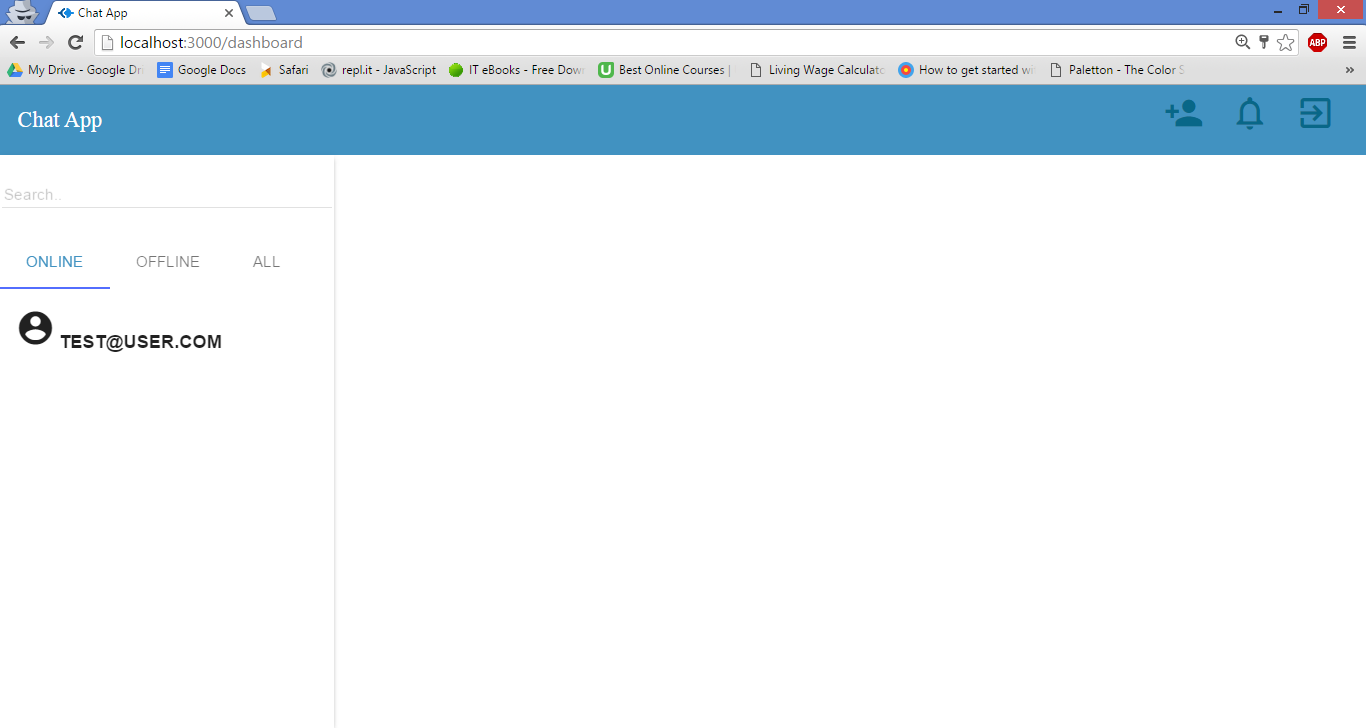 Chat App
localhost:3000/dashboard
ABP
My Drive - Google Dri Google Docs Safari repl.it - JavaScript IT eBooks - Free Down Best Online Courses | Living Wage Calculato How to get started wi Paletton - The Color S »
Chat App
Search..
ONLINE OFFLINE ALL
TEST@USER.COM